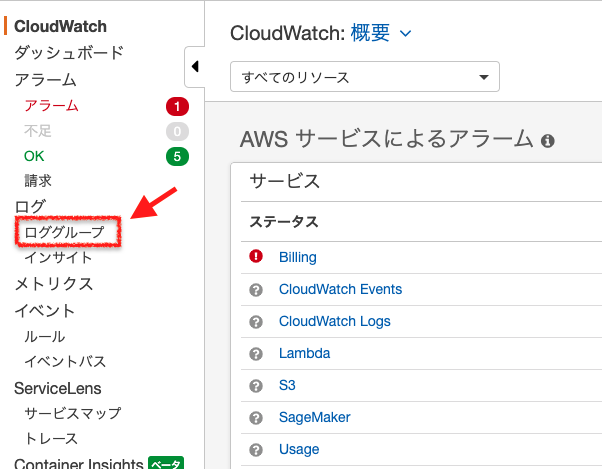 CloudWatch
ダッシュボード
アラーム
アラーム 1
不足 0
OK 5
請求
ログ
ロググループ
インサイト
メトリクス
イベント
ルール
イベントバス
ServiceLens
サービスマップ
トレース
Container Insights ベータ
CloudWatch: 概要
すべてのリソース
AWS サービスによるアラーム
サービス
ステータス
Billing
CloudWatch Events
CloudWatch Logs
Lambda
S3
SageMaker
Usage